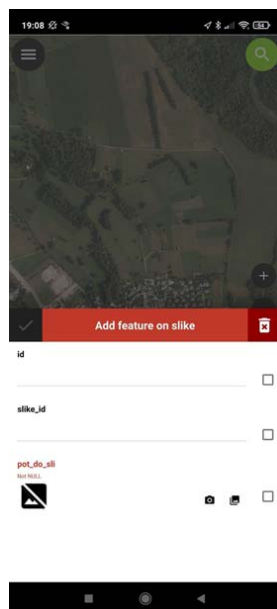 19:08
54
Add feature on slike
id
slike_id
pot_do_sli
Not NULL